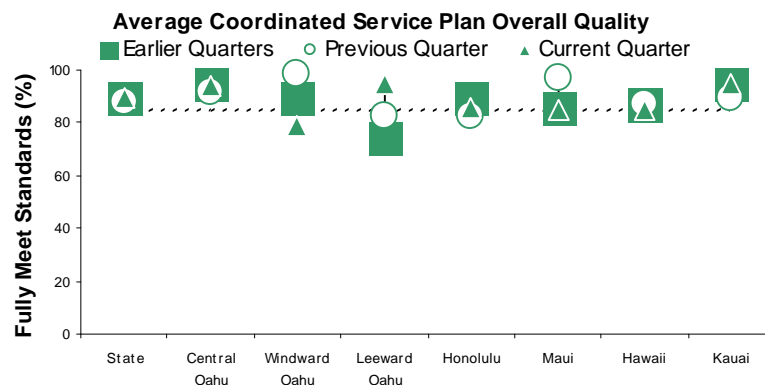 Average Coordinated Service Plan Overall Quality
Earlier Quarters Previous Quarter Current Quarter
Fully Meet Standards (%)
100
80
60
40
20
0
State Central Oahu Windward Oahu Leeward Oahu Honolulu Maui Hawaii Kauai